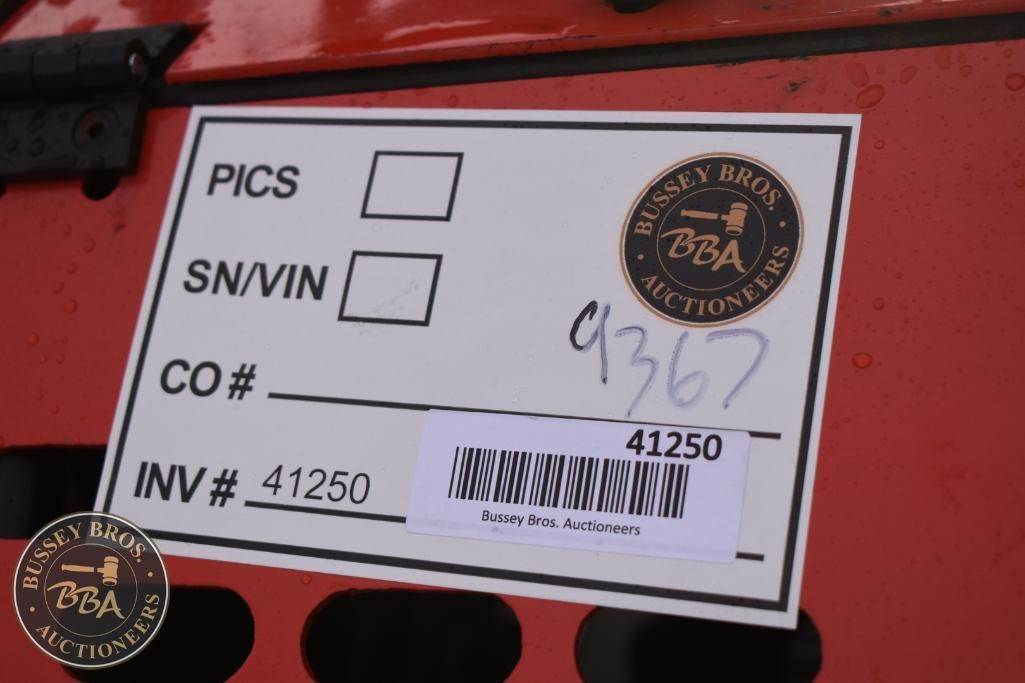 PICS
BUSSEY BROS.
BBA
AUCTIONEERS
SN/VIN
9367
CO #
41250
INV # 41250
Bussey Bros. Auctioneers
BUSSEY BROS.
BBA
AUCTIONEERS